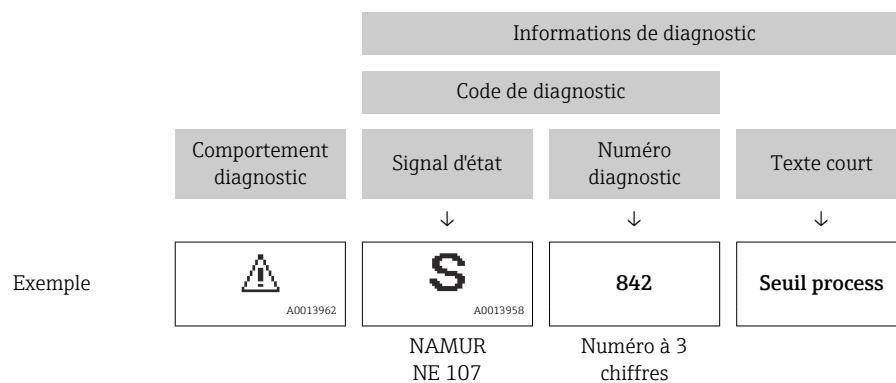 Informations de diagnostic
Code de diagnostic
Comportement
diagnostic
Signal d'état
Numéro
diagnostic
Texte court
↓ ↓ ↓
Exemple
A0013962
S
A0013958
842
Seuil process
NAMUR
NE 107
Numéro à 3
chiffres